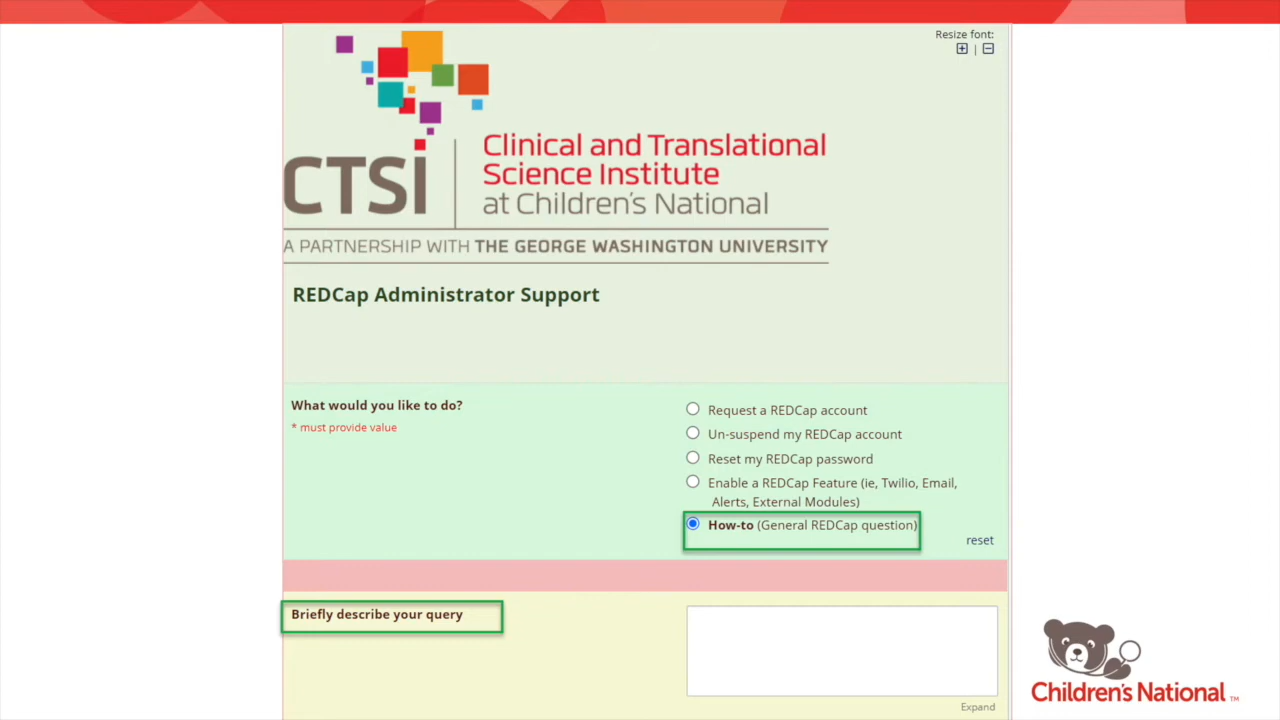 Resize font:
|
CTSi
Clinical and Translational
Science Institute
at Children's National
A PARTNERSHIP WITH THE GEORGE WASHINGTON UNIVERSITY
REDCap Administrator Support
What would you like to do?
* must provide value
Request a REDCap account
Un-suspend my REDCap account
Reset my REDCap password
Enable a REDCap Feature (ie, Twilio, Email,
Alerts, External Modules)
How-to (General REDCap question)
reset
Briefly describe your query
Expand
Children's National ™